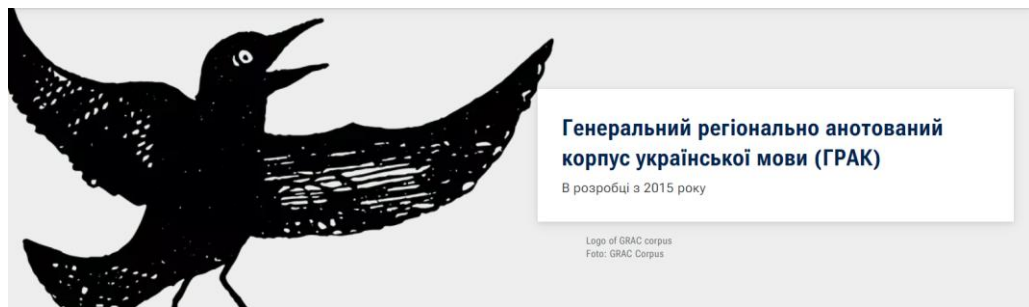 Генеральний регіонально анотований
корпус української мови (ГРАК)
В розробці з 2015 року
Logo of GRAC corpus
Foto: GRAC Corpus